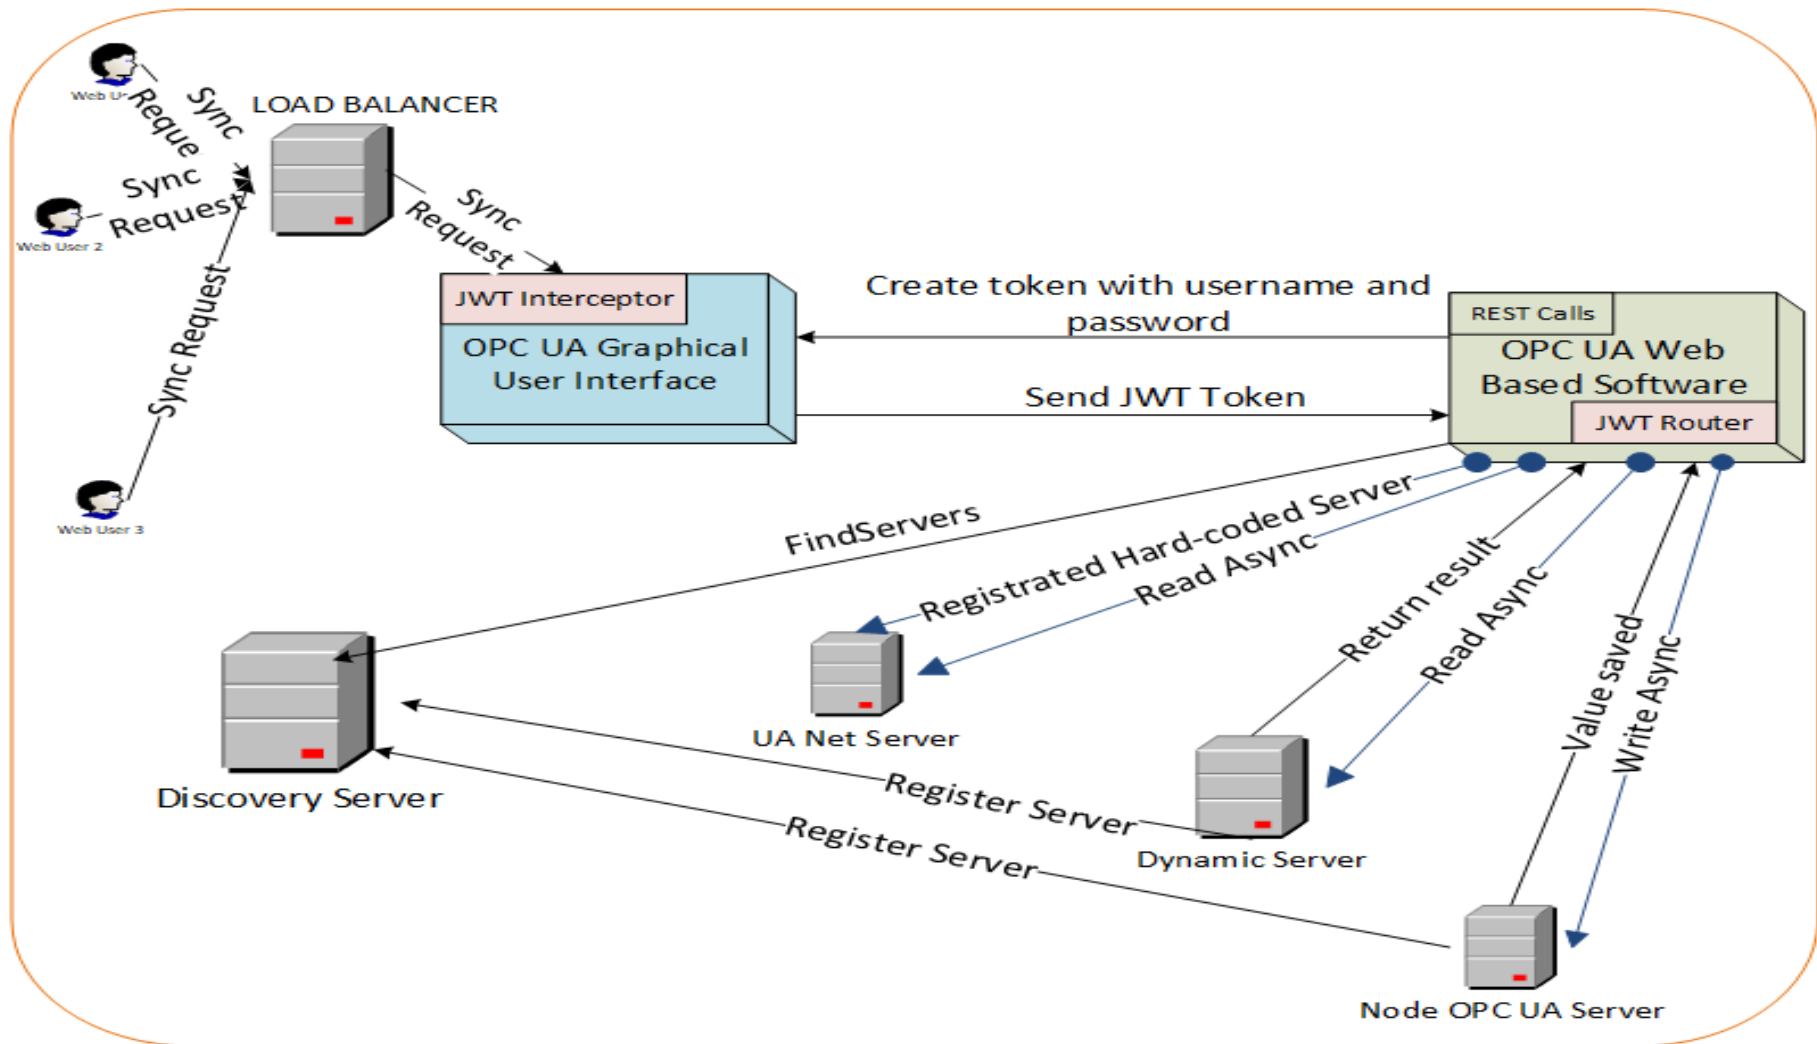 Web U
Sync
Reque
LOAD BALANCER
Sync
Request
Web User 2
Sync
Request
Sync Request
Web User 3
JWT Interceptor
OPC UA Graphical
User Interface
Create token with username and
password
Send JWT Token
REST Calls
OPC UA Web
Based Software
JWT Router
FindServers
Registrated Hard-coded Server
Read Async
Return result
Read Async
Value saved
Write Async
UA Net Server
Discovery Server
Register Server
Register Server
Dynamic Server
Node OPC UA Server